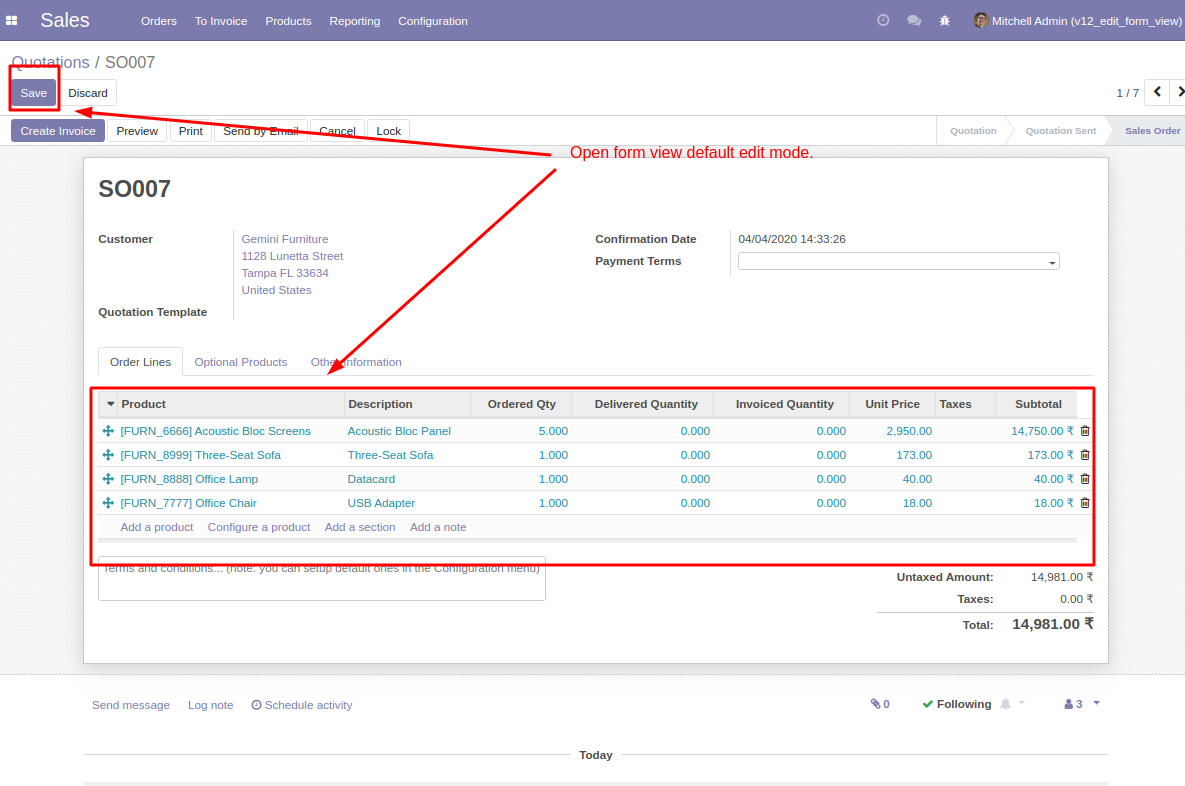 Sales Orders To Invoice Products Reporting Configuration Mitchell Admin (v12_edit_form_view)
Quotations / SO007
Save Discard 1 / 7
Create Invoice Preview Print Send by Email Cancel Lock Quotation Quotation Sent Sales Order
Open form view default edit mode.
SO007
Customer Gemini Furniture Confirmation Date 04/04/2020 14:33:26
1128 Lunetta Street Payment Terms
Tampa FL 33634
United States
Quotation Template
Order Lines Optional Products Other Information
Product Description Ordered Qty Delivered Quantity Invoiced Quantity Unit Price Taxes Subtotal
[FURN_6666] Acoustic Bloc Screens Acoustic Bloc Panel 5.000 0.000 0.000 2,950.00 14,750.00 ₹
[FURN_8999] Three-Seat Sofa Three-Seat Sofa 1.000 0.000 0.000 173.00 173.00 ₹
[FURN_8888] Office Lamp Datacard 1.000 0.000 0.000 40.00 40.00 ₹
[FURN_7777] Office Chair USB Adapter 1.000 0.000 0.000 18.00 18.00 ₹
Add a product Configure a product Add a section Add a note
Terms and conditions... (note: you can setup default ones in the Configuration menu)
Untaxed Amount: 14,981.00 ₹
Taxes: 0.00 ₹
Total: 14,981.00 ₹
Send message Log note Schedule activity 0 Following 3
Today